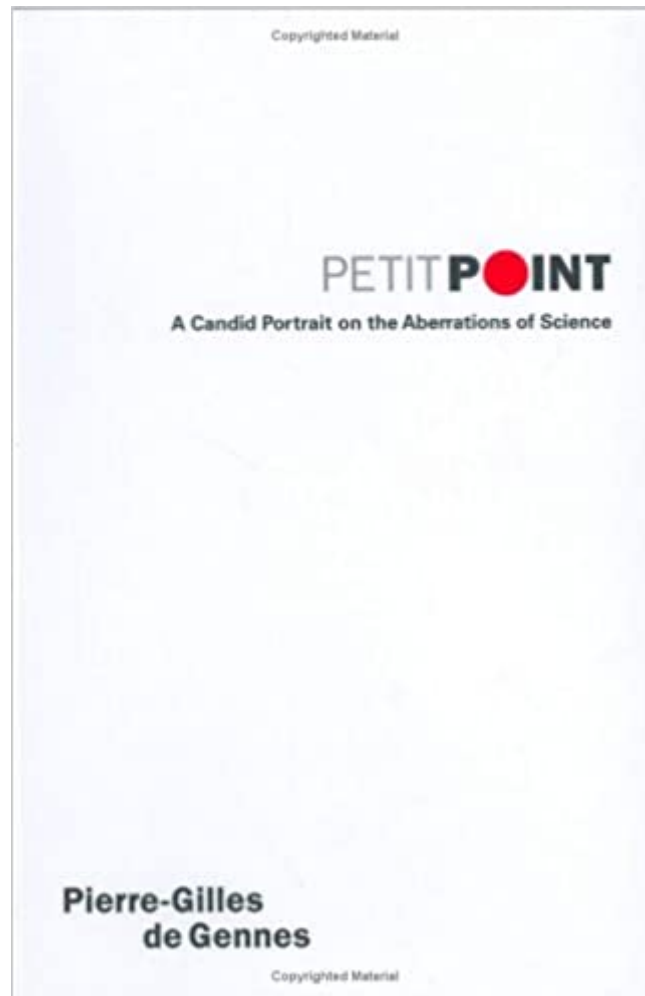 Copyrighted Material
PETITPOINT
A Candid Portrait on the Aberrations of Science
Pierre-Gilles
de Gennes
Copyrighted Material